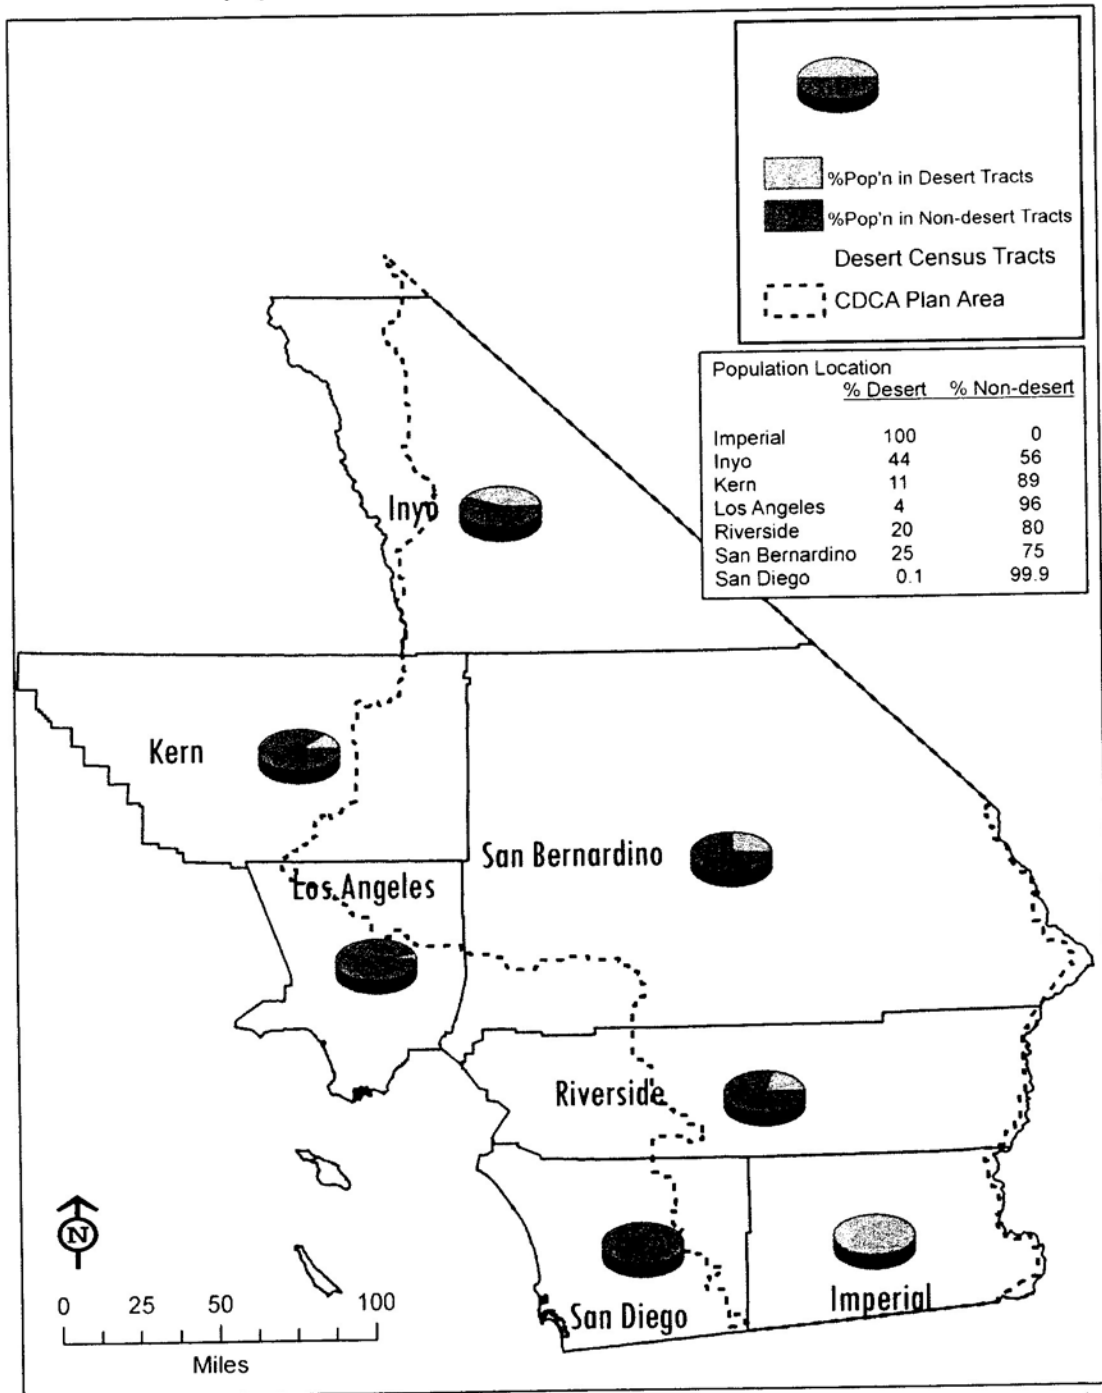 %Pop'n in Desert Tracts
%Pop'n in Non-desert Tracts
Desert Census Tracts
CDCA Plan Area
Population Location
% Desert % Non-desert
Imperial 100 0
Inyo 44 56
Kern 11 89
Los Angeles 4 96
Riverside 20 80
San Bernardino 25 75
San Diego 0.1 99.9
Inyo
Kern
San Bernardino
Los Angeles
Riverside
San Diego
Imperial
N
0 25 50 100
Miles